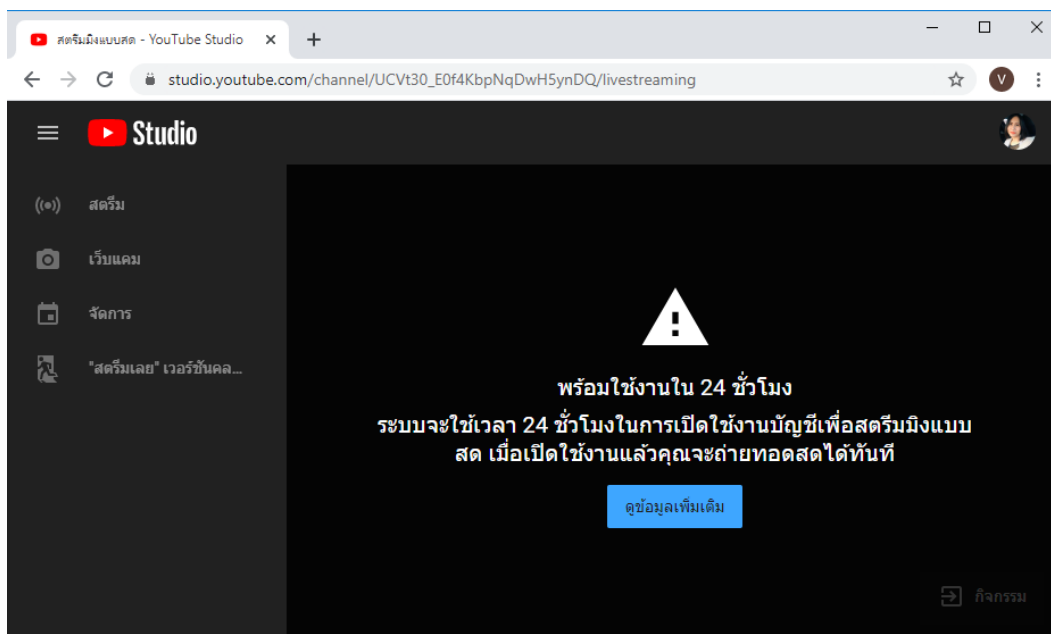 สตรีมมิงแบบสด - YouTube Studio
studio.youtube.com/channel/UCVt30_E0f4KbpNqDwH5ynDQ/livestreaming
V
Studio
สตรีม
เว็บแคม
จัดการ
"สตรีมเลย" เวอร์ชันคล...
พร้อมใช้งานใน 24 ชั่วโมง
ระบบจะใช้เวลา 24 ชั่วโมงในการเปิดใช้งานบัญชีเพื่อสตรีมมิงแบบ
สด เมื่อเปิดใช้งานแล้วคุณจะถ่ายทอดสดได้ทันที
ดูข้อมูลเพิ่มเติม
กิจกรรม